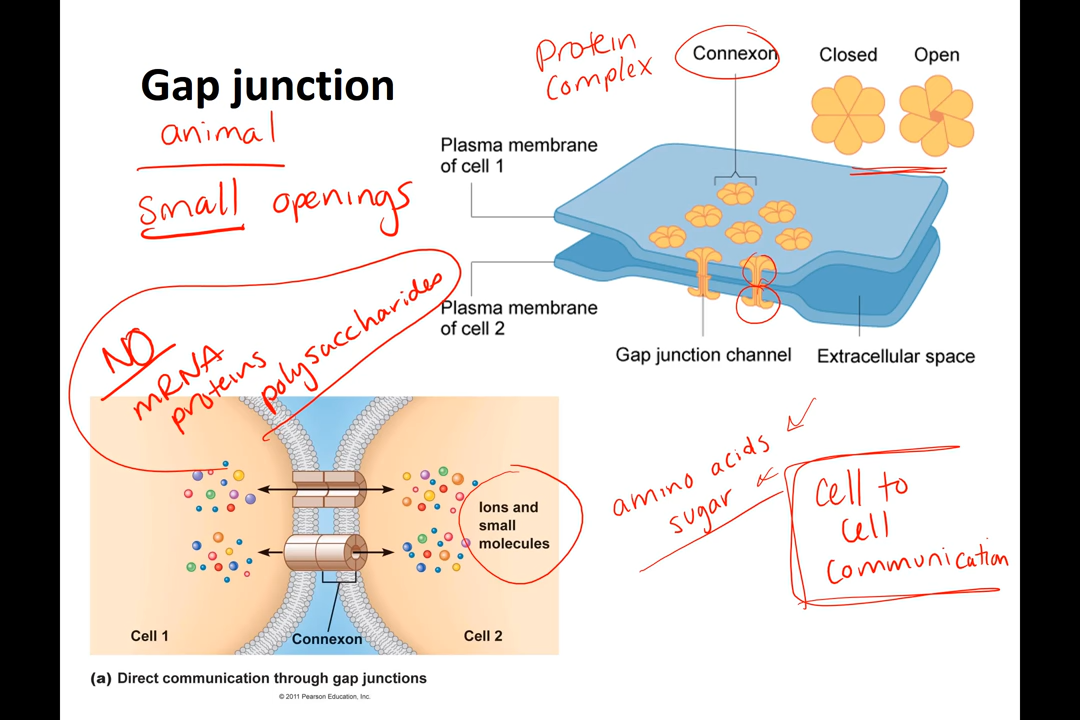 Gap junction
animal
small openings
Protein
Complex
Connexon
Closed
Open
Plasma membrane
of cell 1
Plasma membrane
of cell 2
Gap junction channel
Extracellular space
NO
mRNA
proteins
polysaccharides
Ions and
small
molecules
Cell 1
Connexon
Cell 2
(a) Direct communication through gap junctions
© 2011 Pearson Education, Inc.
amino acids
sugar
Cell to
Cell
Communication